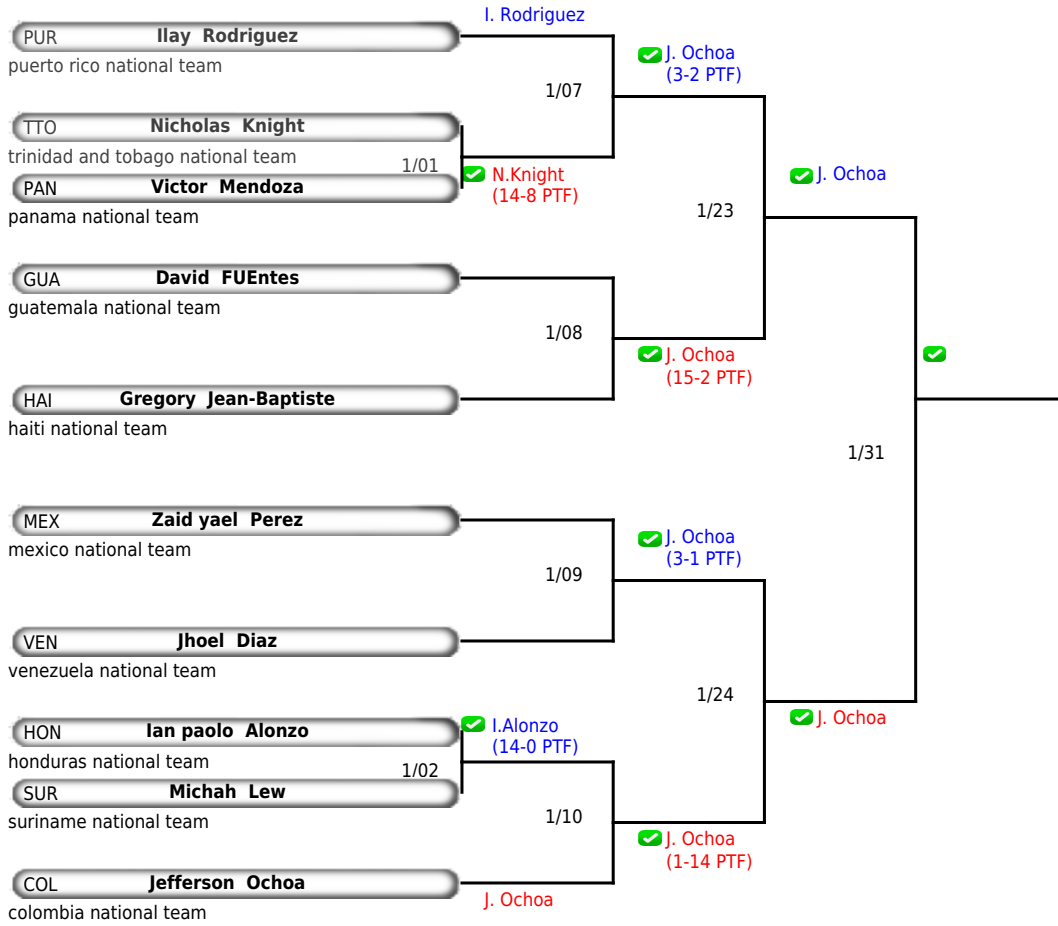 I. Rodriguez
PUR Ilay Rodriguez
puerto rico national team
J. Ochoa
(3-2 PTF)
1/07
TTO Nicholas Knight
trinidad and tobago national team
1/01
N.Knight
(14-8 PTF)
PAN Victor Mendoza
panama national team
J. Ochoa
1/23
GUA David FUEntes
guatemala national team
1/08
J. Ochoa
(15-2 PTF)
HAI Gregory Jean-Baptiste
haiti national team
1/31
MEX Zaid yael Perez
mexico national team
J. Ochoa
(3-1 PTF)
1/09
VEN Jhoel Diaz
venezuela national team
1/24
J. Ochoa
HON Ian paolo Alonzo
honduras national team
I.Alonzo
(14-0 PTF)
1/02
SUR Michah Lew
suriname national team
1/10
J. Ochoa
(1-14 PTF)
COL Jefferson Ochoa
colombia national team
J. Ochoa